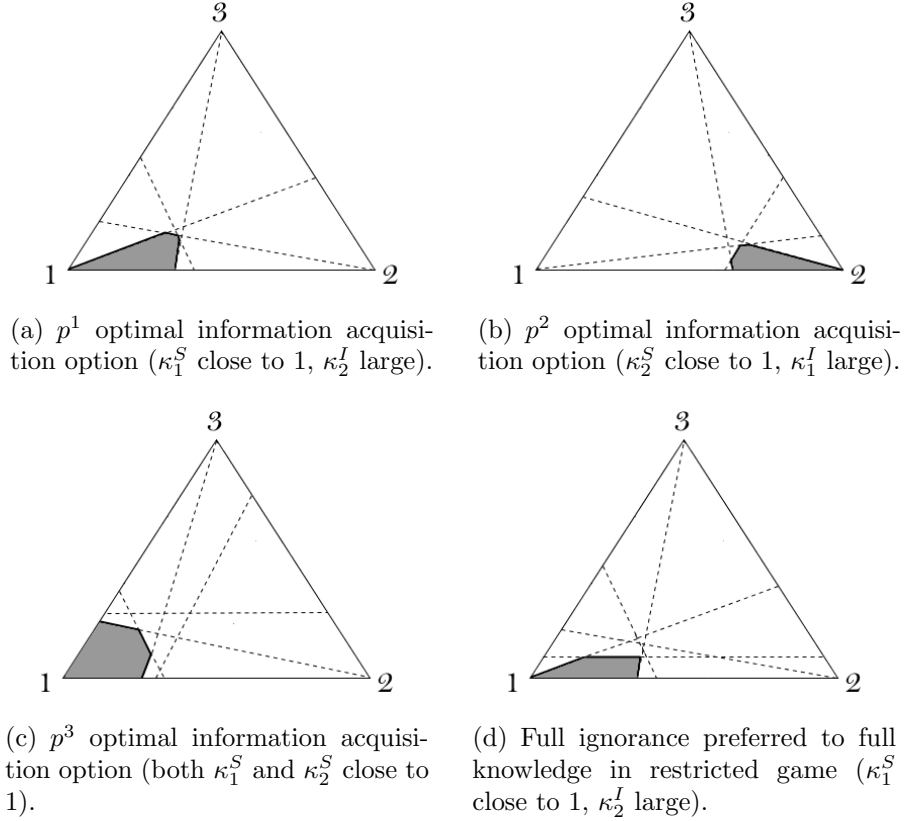 3
3
1
2
1
2
(a) p¹ optimal information acquisi-
tion option (κ₁ˢ close to 1, κ₂ᴵ large).
(b) p² optimal information acquisi-
tion option (κ₂ˢ close to 1, κ₁ᴵ large).
3
3
1
2
1
2
(c) p³ optimal information acquisi-
tion option (both κ₁ˢ and κ₂ˢ close to
1).
(d) Full ignorance preferred to full
knowledge in restricted game (κ₁ˢ
close to 1, κ₂ᴵ large).